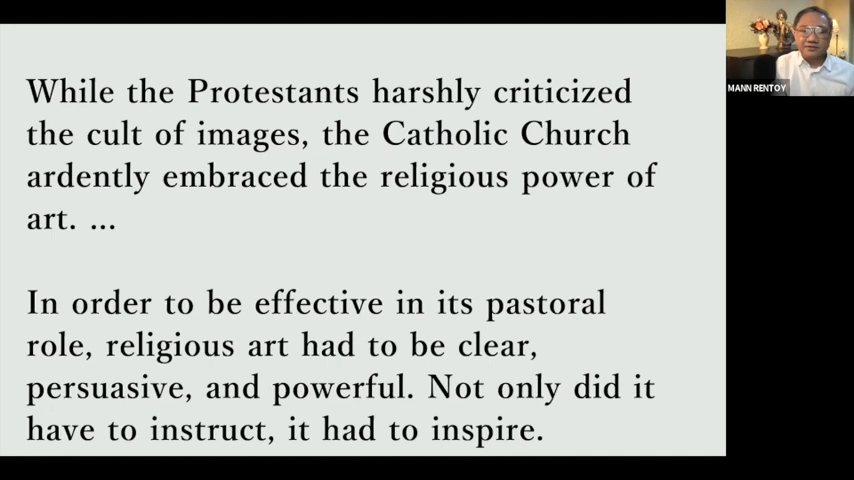 While the Protestants harshly criticized
the cult of images, the Catholic Church
ardently embraced the religious power of
art. ...
In order to be effective in its pastoral
role, religious art had to be clear,
persuasive, and powerful. Not only did it
have to instruct, it had to inspire.
MANN RENTOY